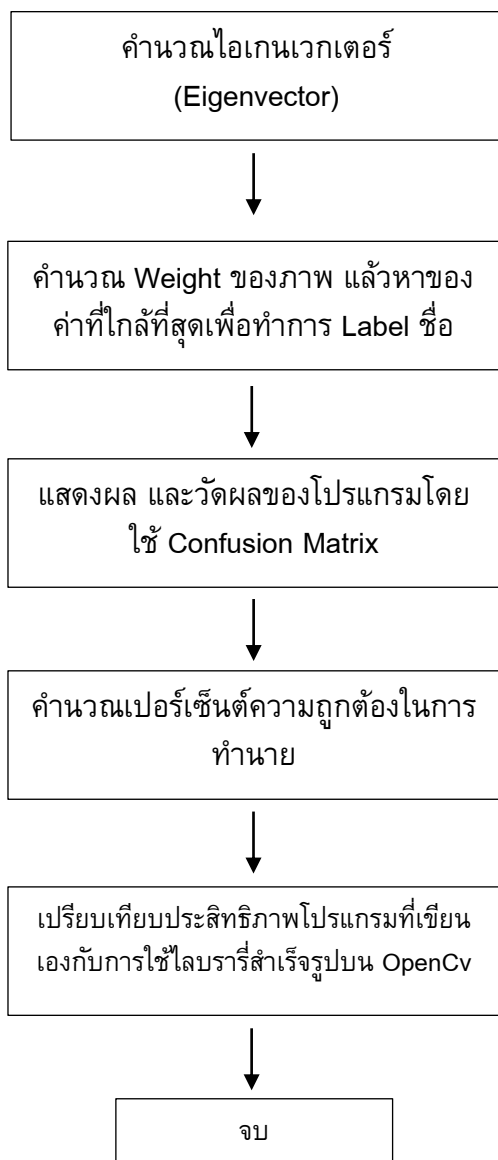 คำนวณไอเกนเวกเตอร์
(Eigenvector)
คำนวณ Weight ของภาพ แล้วหาของ
ค่าที่ใกล้ที่สุดเพื่อทำการ Label ชื่อ
แสดงผล และวัดผลของโปรแกรมโดย
ใช้ Confusion Matrix
คำนวณเปอร์เซ็นต์ความถูกต้องในการ
ทำนาย
เปรียบเทียบประสิทธิภาพโปรแกรมที่เขียน
เองกับการใช้ไลบรารี่สำเร็จรูปบน OpenCv
จบ